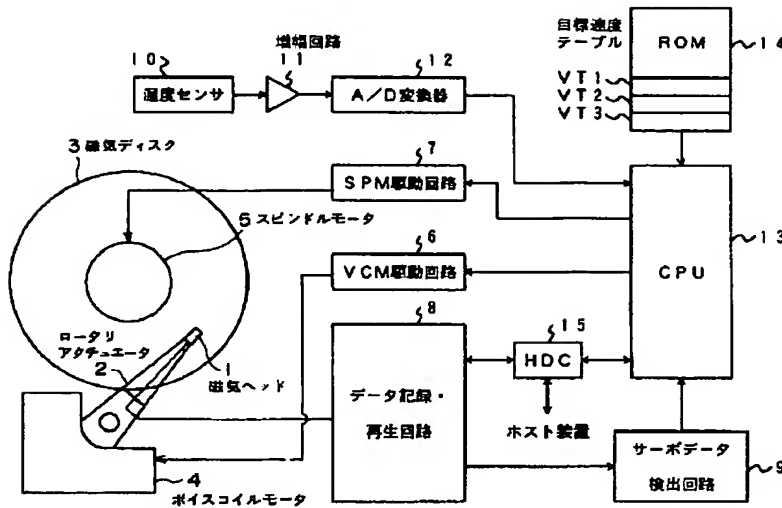 増幅回路
10
11
12
温度センサ
A/D変換器
目標速度
テーブル
ROM
14
VT1
VT2
VT3
3磁気ディスク
7
SPM駆動回路
5スピンドルモータ
6
VCM駆動回路
CPU
13
ロータリ
アクチュエータ
2
1
磁気ヘッド
8
データ記録・
再生回路
15
HDC
ホスト装置
サーボデータ
検出回路
9
4
ボイスコイルモータ